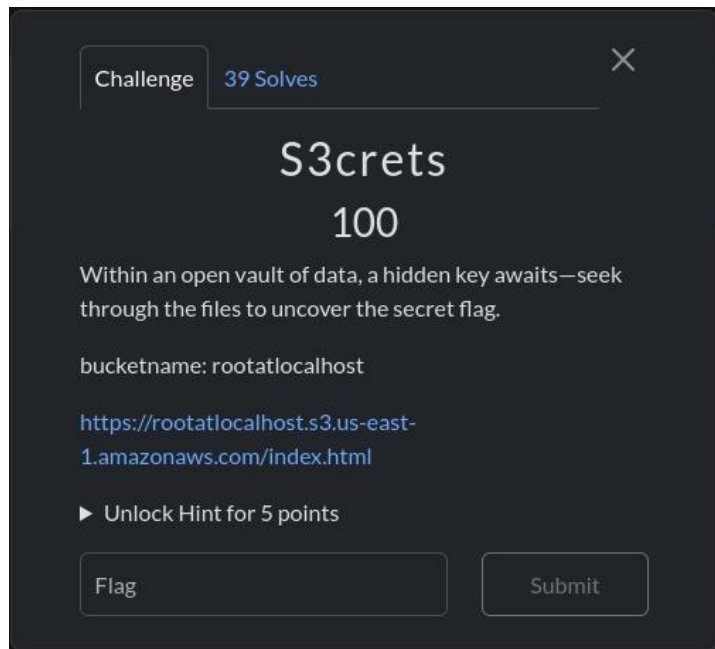 Challenge 39 Solves
S3crets
100
Within an open vault of data, a hidden key awaits—seek
through the files to uncover the secret flag.
bucketname: rootatlocalhost
https://rootatlocalhost.s3.us-east-
1.amazonaws.com/index.html
Unlock Hint for 5 points
Flag Submit